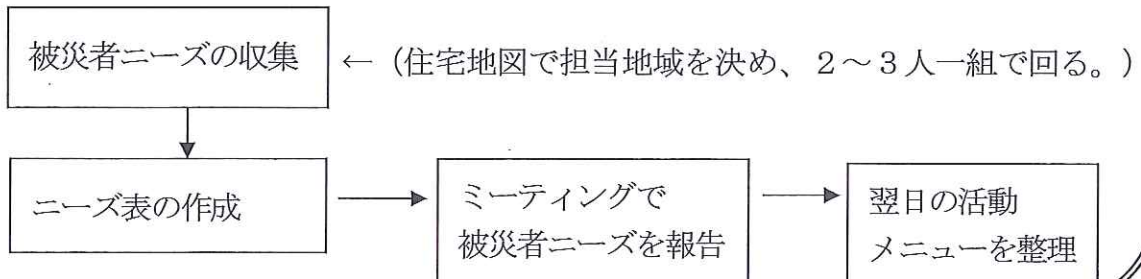 被災者ニーズの収集 ← (住宅地図で担当地域を決め、2~3人一組で回る。)
ニーズ表の作成
ミーティングで
被災者ニーズを報告
翌日の活動
メニューを整理